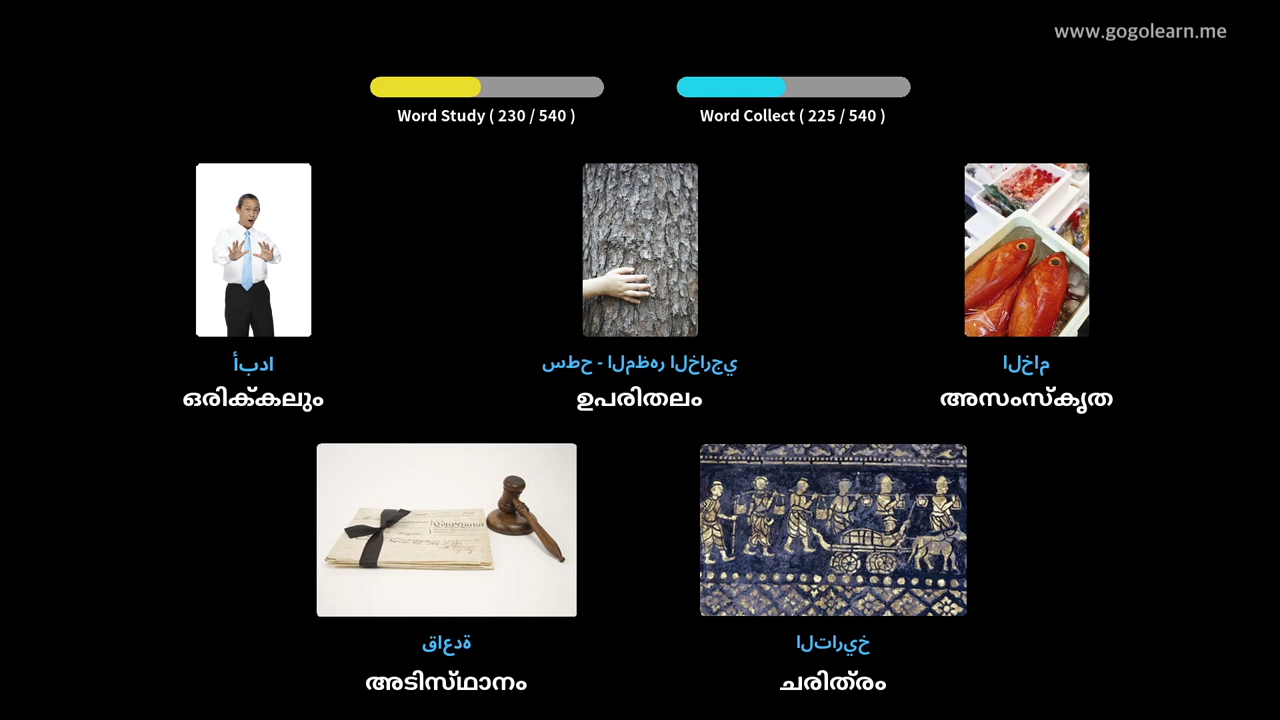 www.gogolearn.me
Word Study ( 230 / 540 )
Word Collect ( 225 / 540 )
أبدا
ഒരിക്കലും
سطح - المظهر الخارجي
ഉപരിതലം
الخام
അസംസ്കൃത
قاعدة
അടിസ്ഥാനം
التاريخ
ചരിത്രം